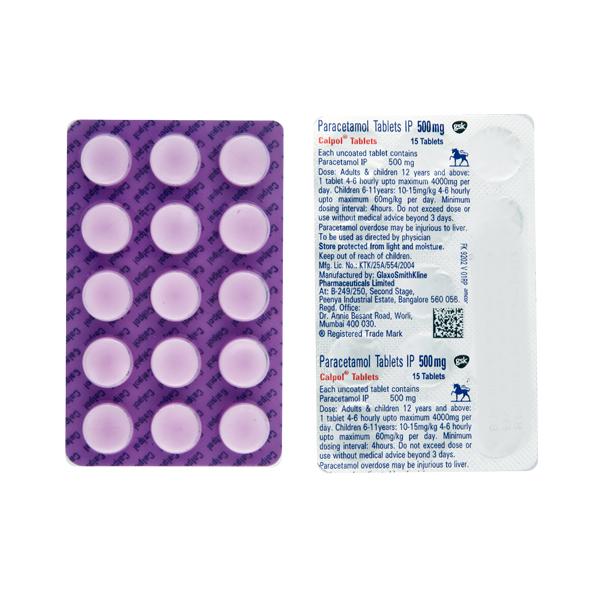 Calpol
Paracetamol Tablets IP 500mg gsk
Calpol® Tablets 15 Tablets
Each uncoated tablet contains
Paracetamol IP 500 mg
Dose: Adults & children 12 years and above:
1 tablet 4-6 hourly upto maximum 4000mg per
day. Children 6-11years: 10-15mg/kg 4-6 hourly
upto maximum 60mg/kg per day. Minimum
dosing interval: 4hours. Do not exceed dose or
use without medical advice beyond 3 days.
Paracetamol overdose may be injurious to liver.
To be used as directed by physician
Store protected from light and moisture.
Keep out of reach of children.
Mfg. Lic. No.: KTK/25A/554/2004
Manufactured by: GlaxoSmithKline
Pharmaceuticals Limited
At: B-249/250, Second Stage,
Peenya Industrial Estate, Bangalore 560 058.
Regd. Office:
Dr. Annie Besant Road, Worli,
Mumbai 400 030.
® Registered Trade Mark
Paracetamol Tablets IP 500mg gsk
Calpol® Tablets 15 Tablets
Each uncoated tablet contains
Paracetamol IP 500 mg
Dose: Adults & children 12 years and above:
1 tablet 4-6 hourly upto maximum 4000mg per
day. Children 6-11years: 10-15mg/kg 4-6 hourly
upto maximum 60mg/kg per day. Minimum
dosing interval: 4hours. Do not exceed dose or
use without medical advice beyond 3 days.
Paracetamol overdose may be injurious to liver.